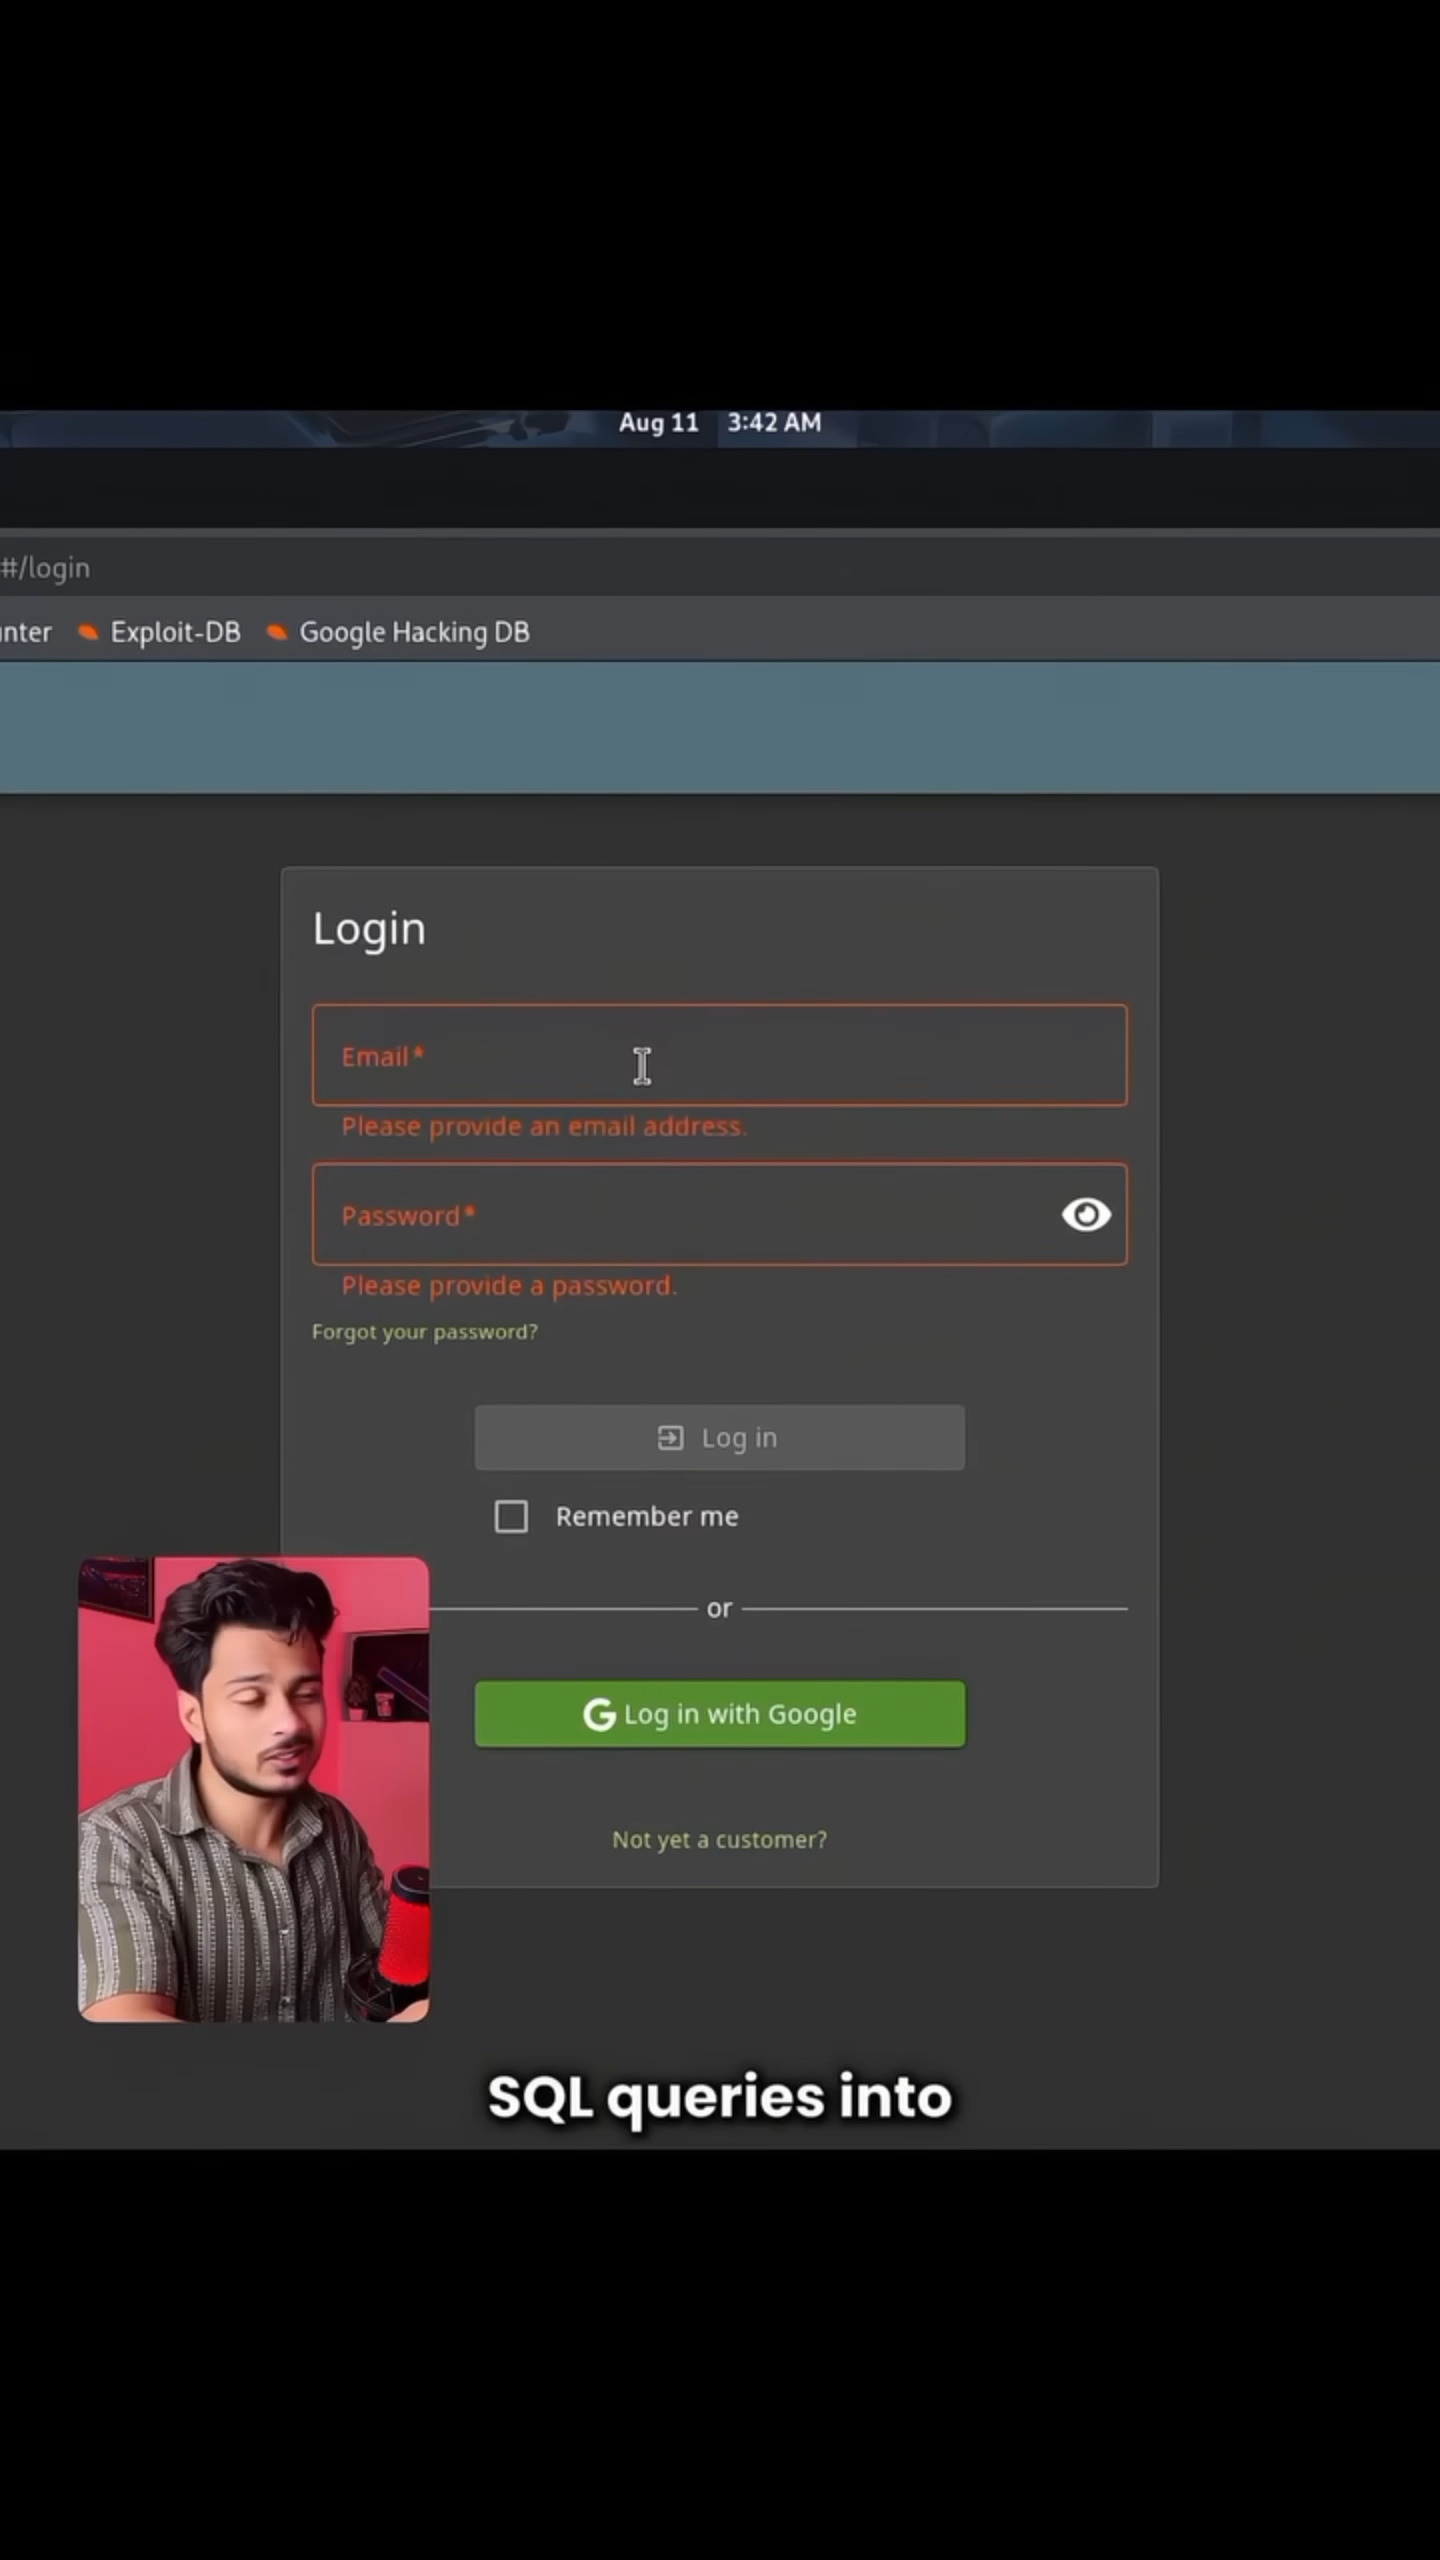 Aug 11 3:42 AM
#/login
unter Exploit-DB Google Hacking DB
Login
Email*
Please provide an email address.
Password*
Please provide a password.
Forgot your password?
Log in
Remember me
or
G Log in with Google
Not yet a customer?
SQL queries into